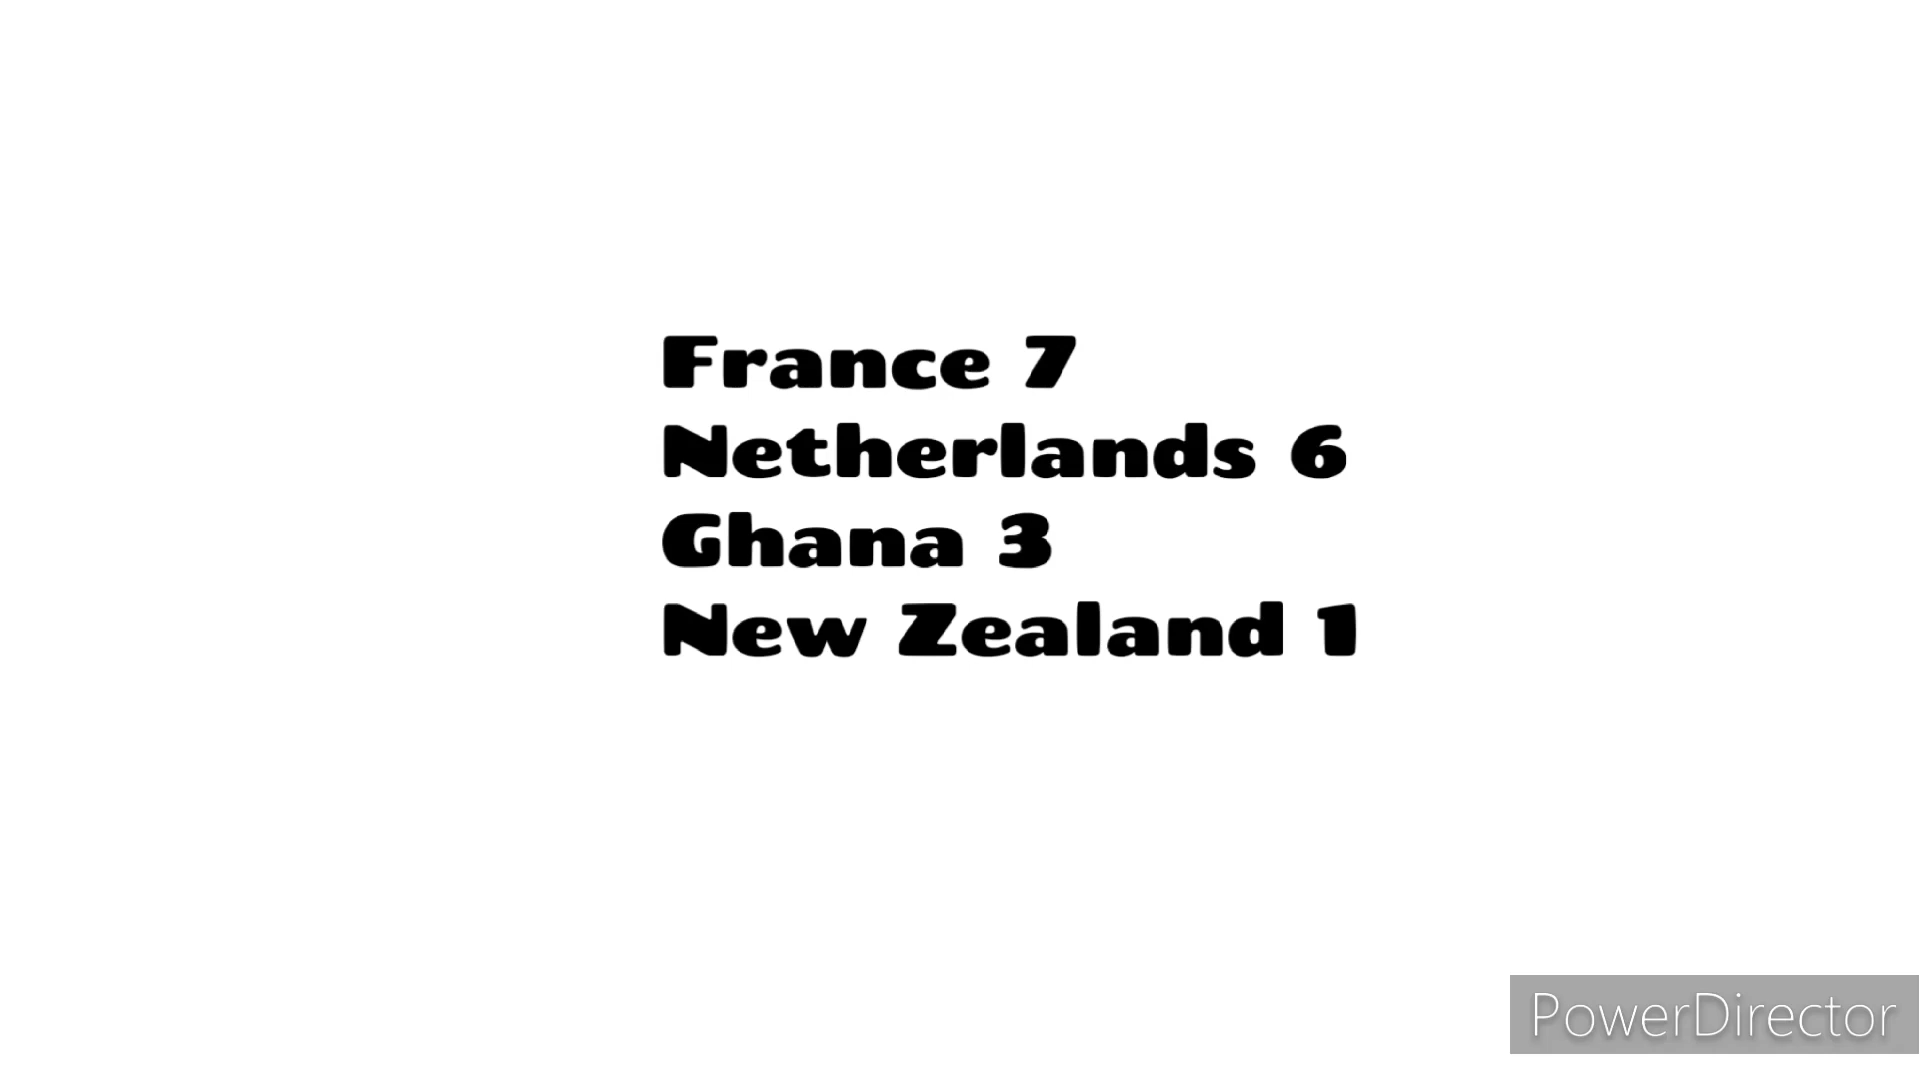 France 7
Netherlands 6
Ghana 3
New Zealand 1
PowerDirector